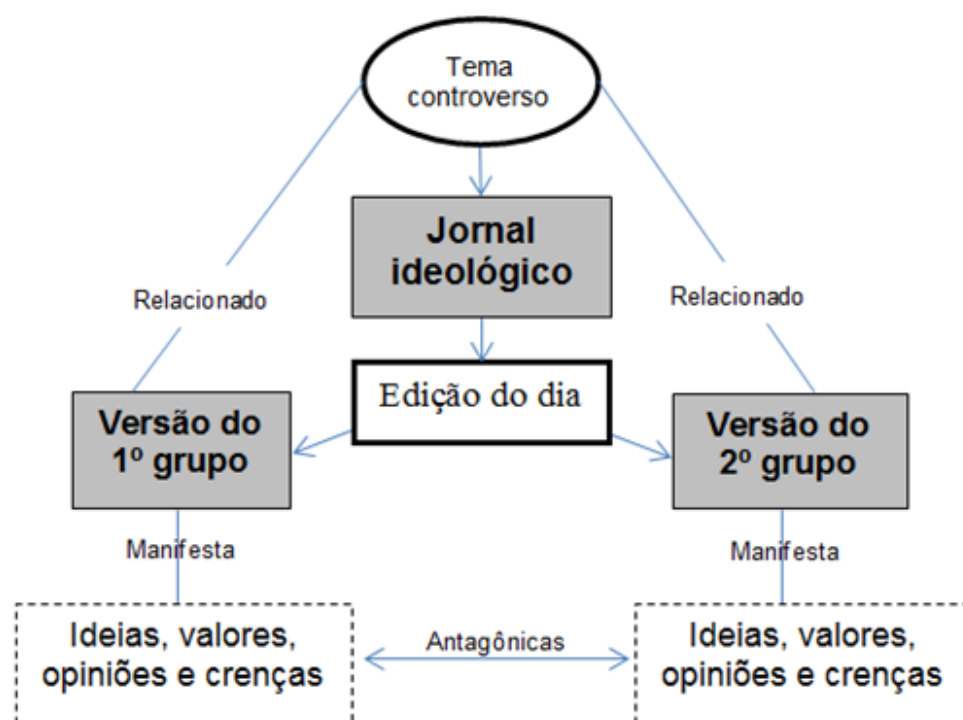 Tema
controverso
Jornal
ideológico
Relacionado
Relacionado
Edição do dia
Versão do
1º grupo
Versão do
2º grupo
Manifesta
Manifesta
Ideias, valores,
opiniões e crenças
Antagônicas
Ideias, valores,
opiniões e crenças